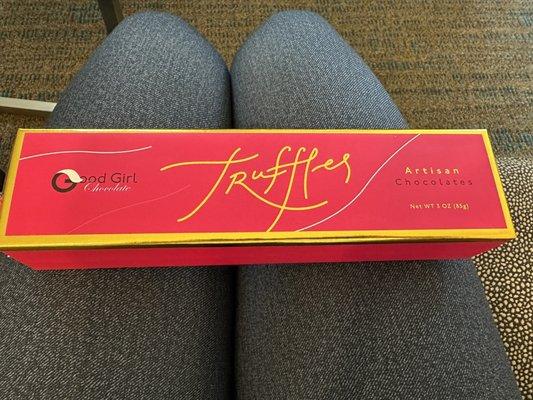 Good Girl
Chocolate
Truffles
Artisan
Chocolates
Net WT 3 OZ (85g)